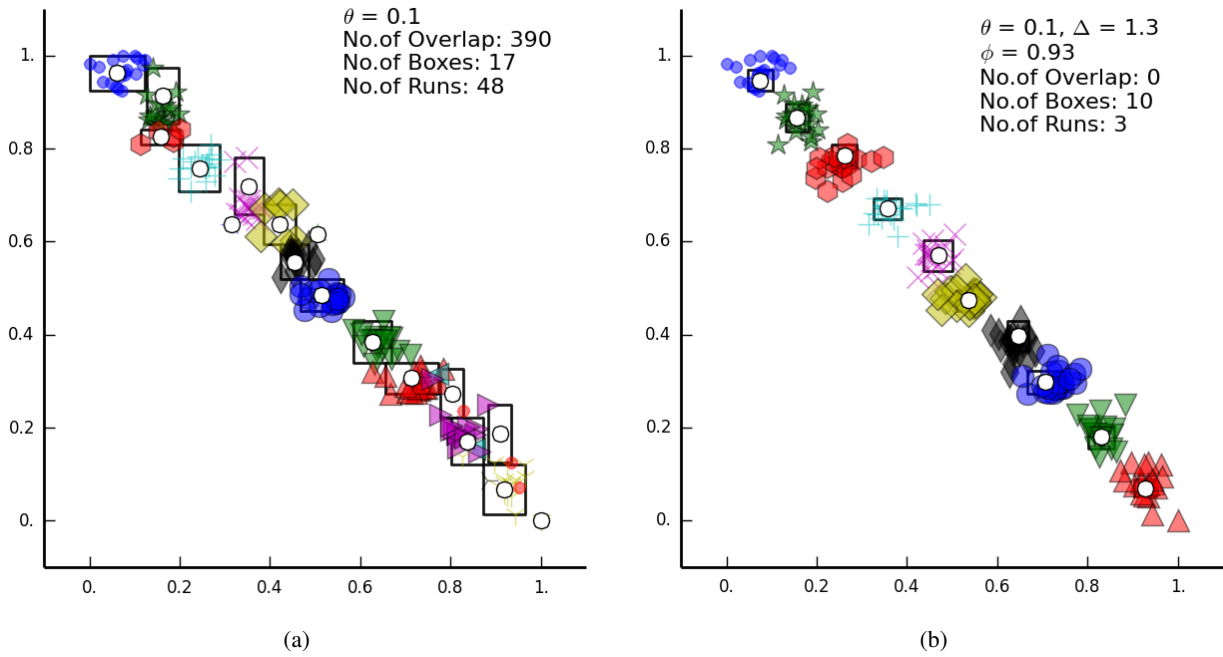 θ = 0.1
No.of Overlap: 390
No.of Boxes: 17
No.of Runs: 48
1.
0.8
0.6
0.4
0.2
0.
0.
0.2
0.4
0.6
0.8
1.
(a)
θ = 0.1, Δ = 1.3
ϕ = 0.93
No.of Overlap: 0
No.of Boxes: 10
No.of Runs: 3
1.
0.8
0.6
0.4
0.2
0.
0.
0.2
0.4
0.6
0.8
1.
(b)